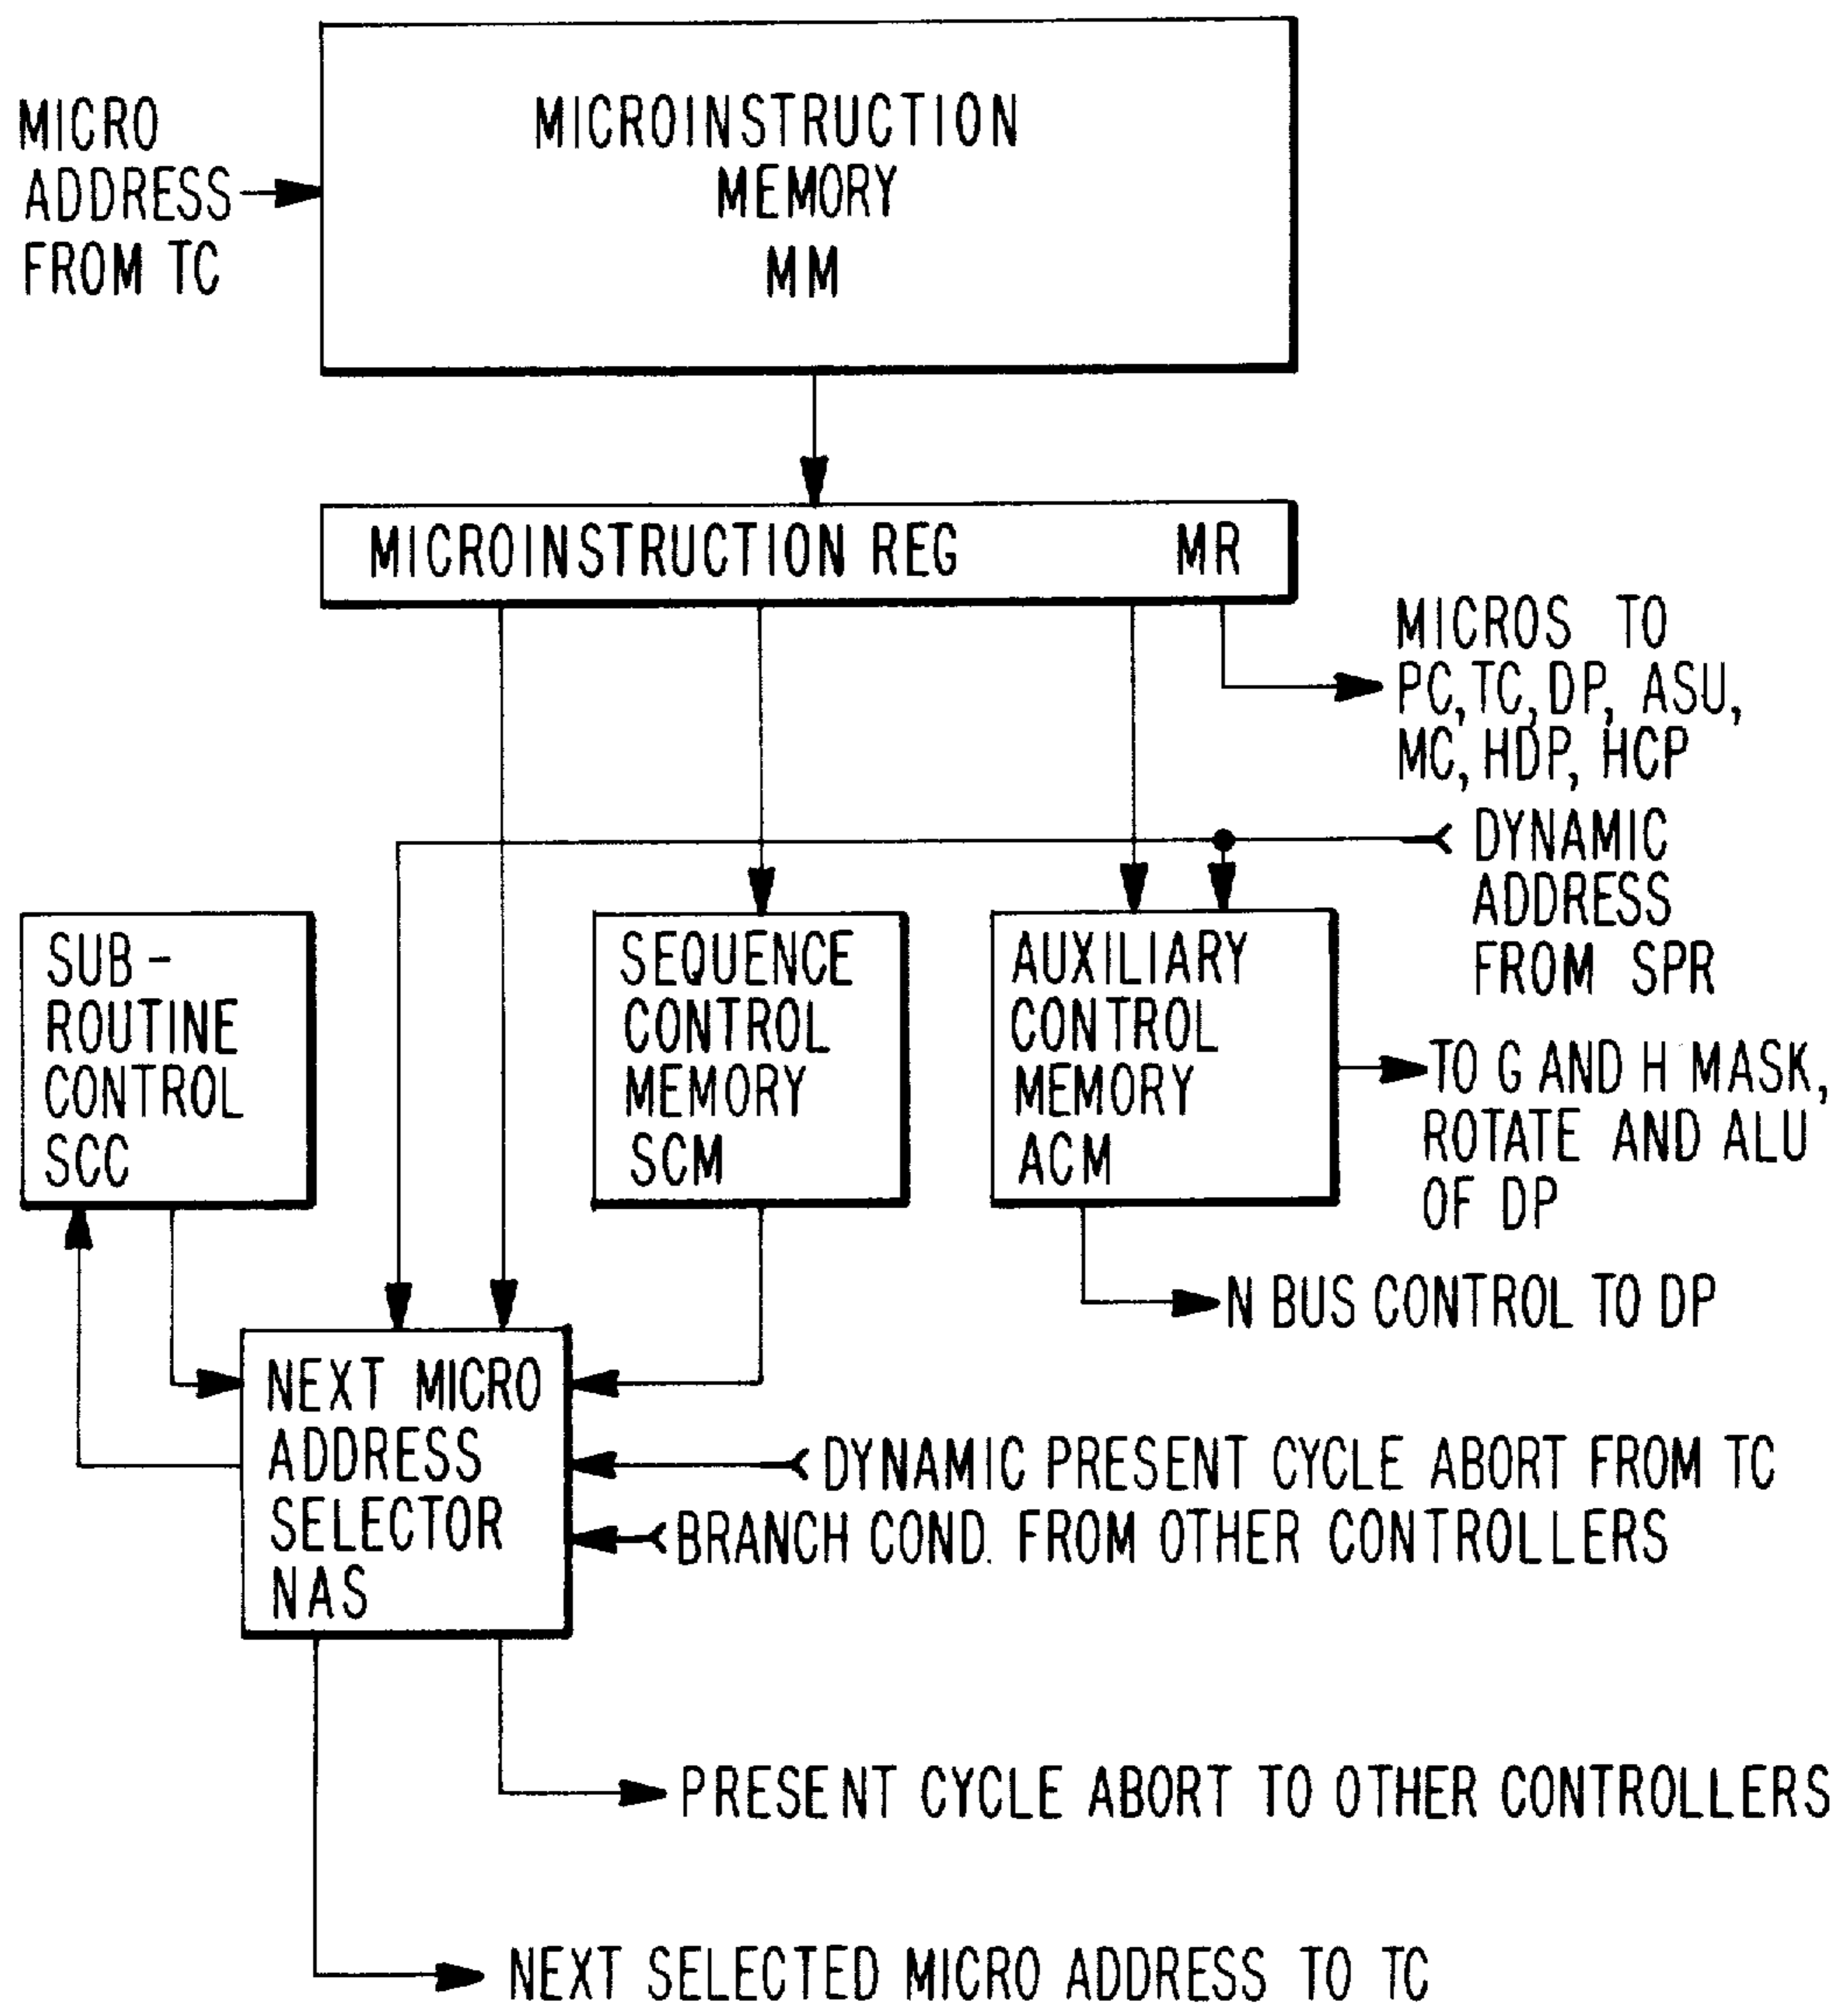 MICRO
ADDRESS
FROM TC
MICROINSTRUCTION
MEMORY
MM
MICROINSTRUCTION REG MR
MICROS TO
PC, TC, DP, ASU,
MC, HDP, HCP
DYNAMIC
ADDRESS
FROM SPR
SUB-
ROUTINE
CONTROL
SCC
SEQUENCE
CONTROL
MEMORY
SCM
AUXILIARY
CONTROL
MEMORY
ACM
TO G AND H MASK,
ROTATE AND ALU
OF DP
N BUS CONTROL TO DP
NEXT MICRO
ADDRESS
SELECTOR
NAS
DYNAMIC PRESENT CYCLE ABORT FROM TC
BRANCH COND. FROM OTHER CONTROLLERS
PRESENT CYCLE ABORT TO OTHER CONTROLLERS
NEXT SELECTED MICRO ADDRESS TO TC